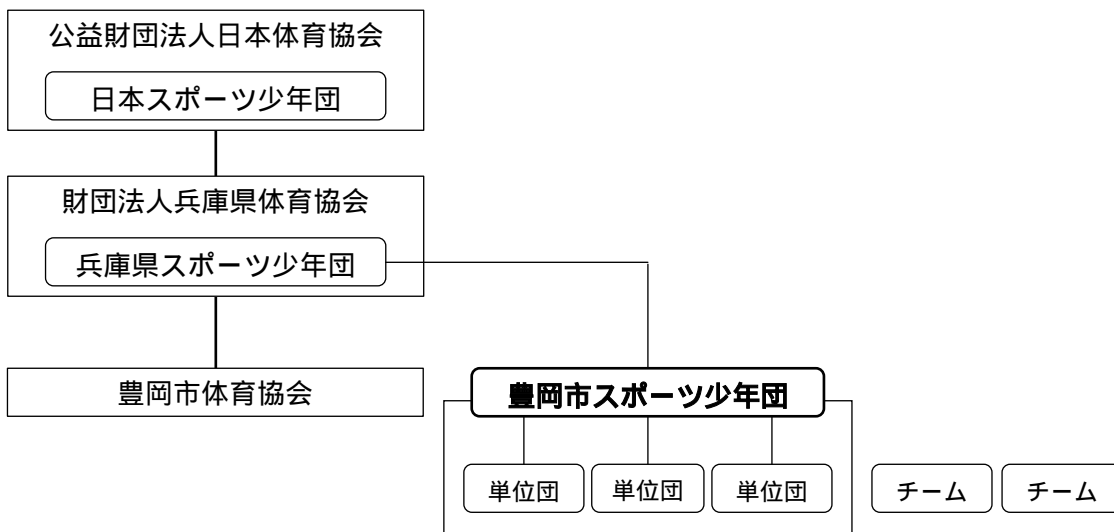 公益財団法人日本体育協会
日本スポーツ少年団
財団法人兵庫県体育協会
兵庫県スポーツ少年団
豊岡市体育協会
豊岡市スポーツ少年団
単位団
単位団
単位団
チーム
チーム